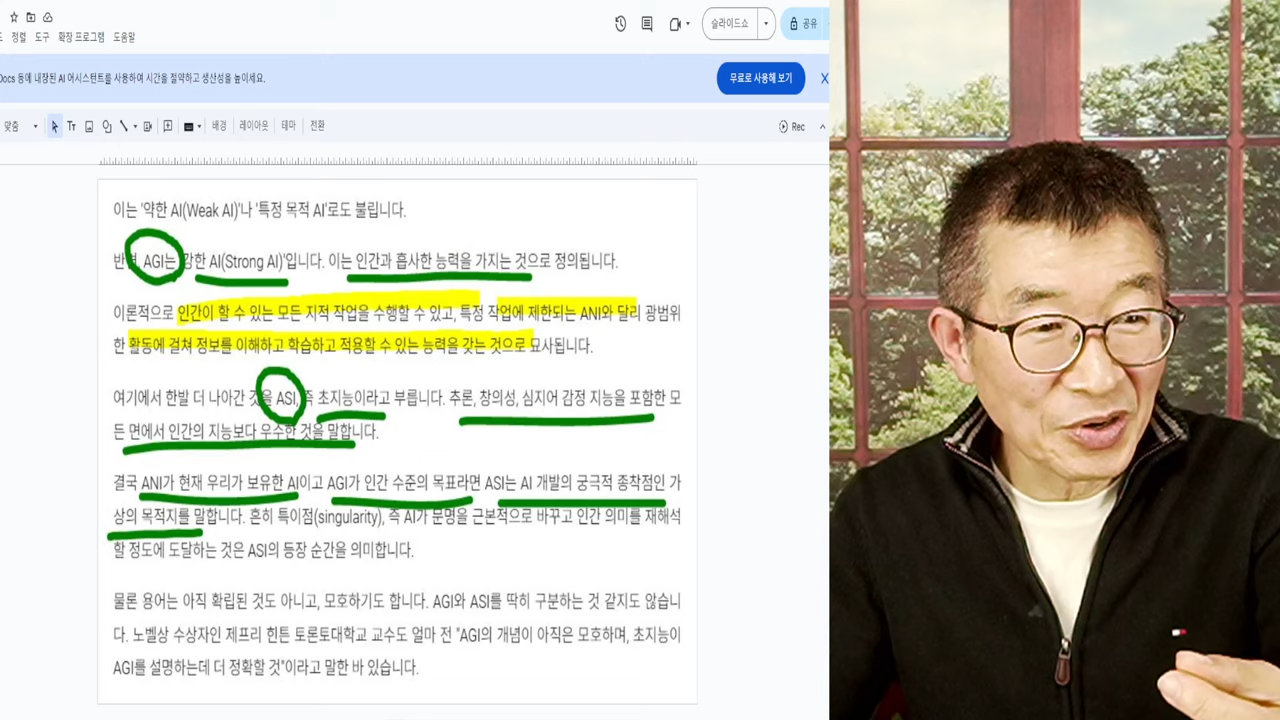 정렬 도구 확장 프로그램 도움말
슬라이드쇼
공유
Docs 등에 내장된 AI 어시스턴트를 사용하여 시간을 절약하고 생산성을 높이세요.
무료로 사용해 보기
X
맞춤
Tт
배경 레이아웃 테마 전환
Rec
이는 '약한 AI(Weak AI)'나 '특정 목적 AI'로도 불립니다.
AGI는 강한 AI(Strong AI)'입니다. 이는 인간과 흡사한 능력을 가지는 것으로 정의됩니다.
이론적으로 인간이 할 수 있는 모든 지적 작업을 수행할 수 있고, 특정 작업에 제한되는 ANI와 달리 광범위
한 활동에 걸쳐 정보를 이해하고 학습하고 적용할 수 있는 능력을 갖는 것으로 묘사됩니다.
여기에서 한발 더 나아간 것을 ASI, 즉 초지능이라고 부릅니다. 추론, 창의성, 심지어 감정 지능을 포함한 모
든 면에서 인간의 지능보다 우수한 것을 말합니다.
결국 ANI가 현재 우리가 보유한 AI이고 AGI가 인간 수준의 목표라면 ASI는 AI 개발의 궁극적 종착점인 가
상의 목적지를 말합니다. 흔히 특이점(singularity), 즉 AI가 문명을 근본적으로 바꾸고 인간 의미를 재해석
할 정도에 도달하는 것은 ASI의 등장 순간을 의미합니다.
물론 용어는 아직 확립된 것도 아니고, 모호하기도 합니다. AGI와 ASI를 딱히 구분하는 것 같지도 않습니
다. 노벨상 수상자인 제프리 힌튼 토론토대학교 교수도 얼마 전 "AGI의 개념이 아직은 모호하며, 초지능이
AGI를 설명하는데 더 정확할 것"이라고 말한 바 있습니다.